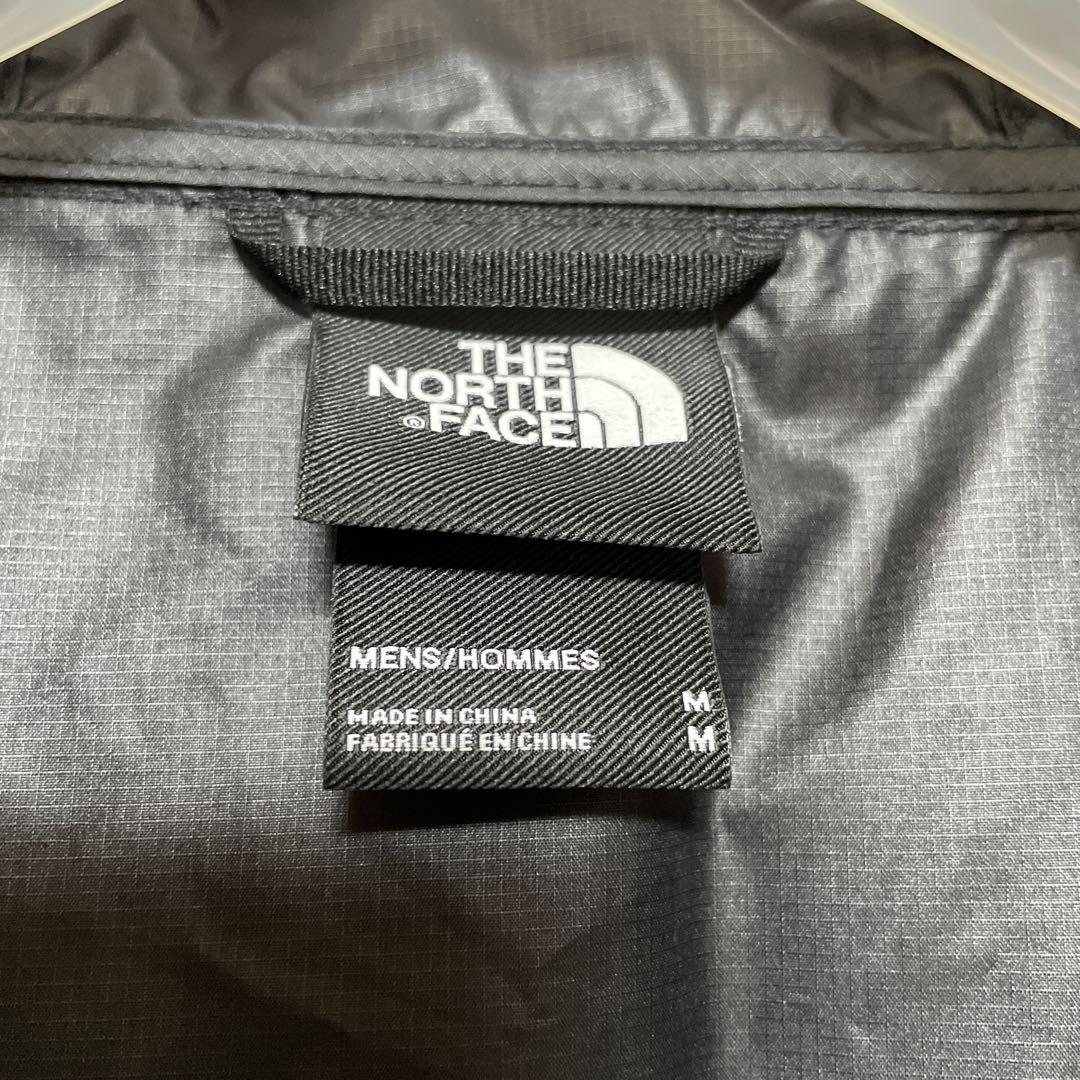 THE
NORTH
® FACE
MENS/HOMMES
M
MADE IN CHINA
FABRIQUÉ EN CHINE M